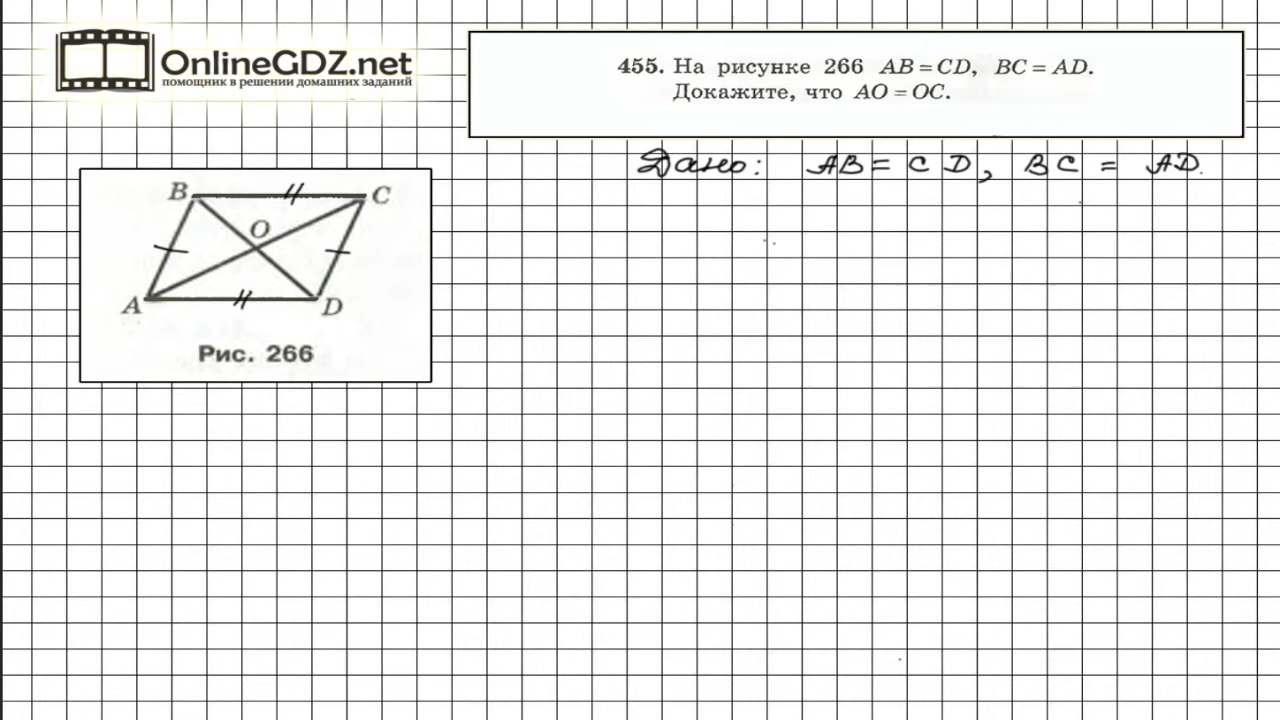 OnlineGDZ.net
помощник в решении домашних заданий
455. На рисунке 266 AB = CD, BC = AD.
Докажите, что AO = OC.
Дано: AB = CD, BC = AD.
B
C
O
A
D
Рис. 266